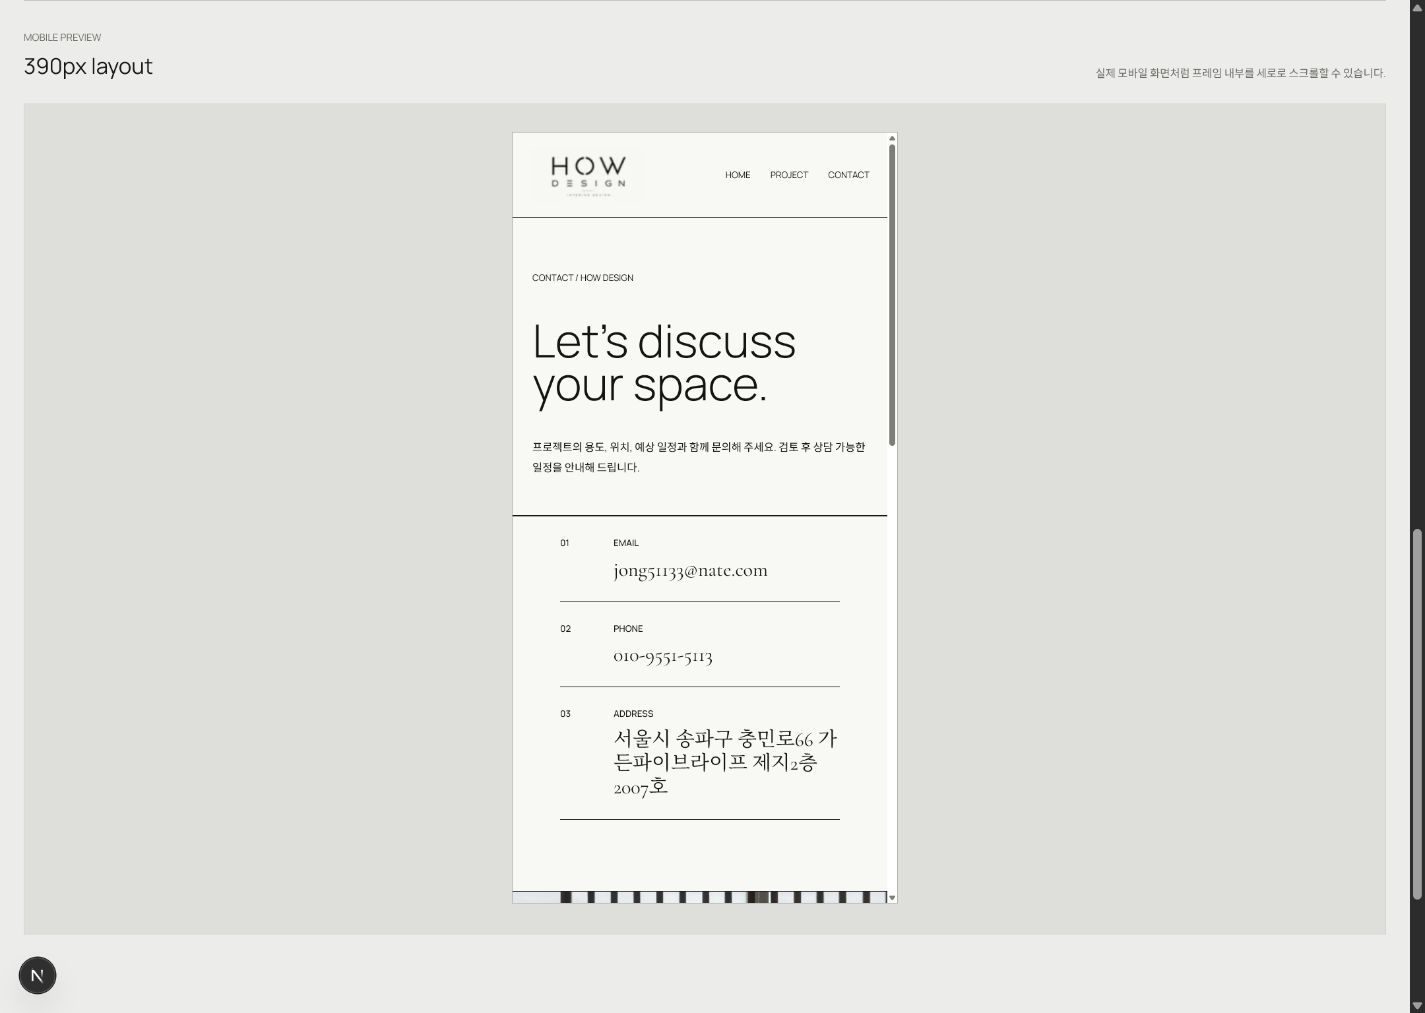 MOBILE PREVIEW
390px layout
실제 모바일 화면처럼 프레임 내부를 세로로 스크롤할 수 있습니다.
HOW
DESIGN
HOME PROJECT CONTACT
CONTACT / HOW DESIGN
Let's discuss
your space.
프로젝트의 용도, 위치, 예상 일정과 함께 문의해 주세요. 검토 후 상담 가능한
일정을 안내해 드립니다.
01 EMAIL
jong51133@nate.com
02 PHONE
010-9551-5113
03 ADDRESS
서울시 송파구 충민로66 가
든파이브라이프 제지2층
2007호
N